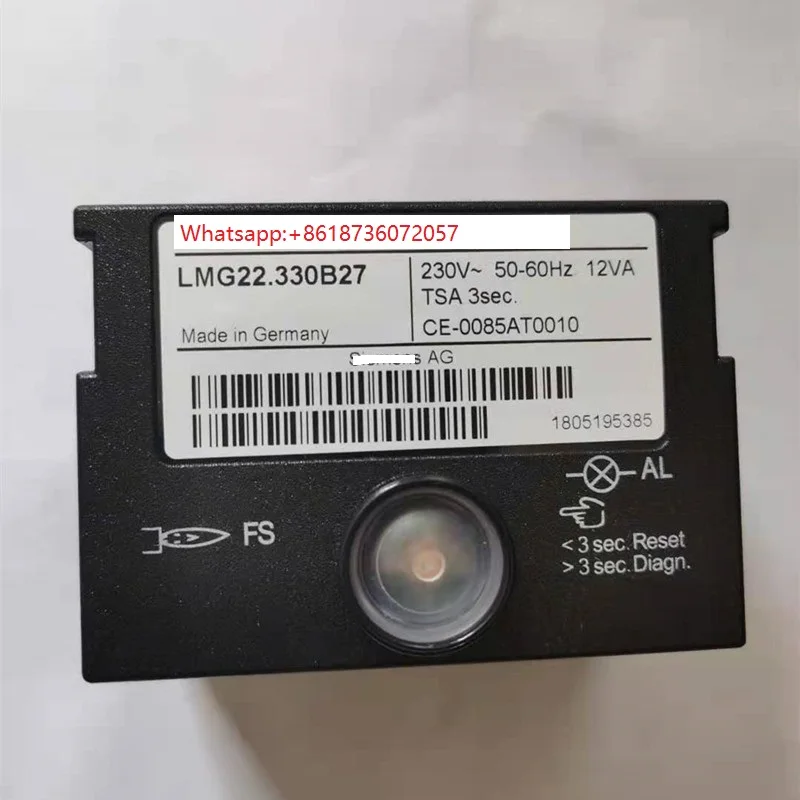 Whatsapp:+8618736072057
LMG22.330B27
230V~ 50-60Hz 12VA
TSA 3sec.
Made in Germany
CE-0085AT0010
AG
1805195385
AL
FS
< 3 sec. Reset
> 3 sec. Diagn.